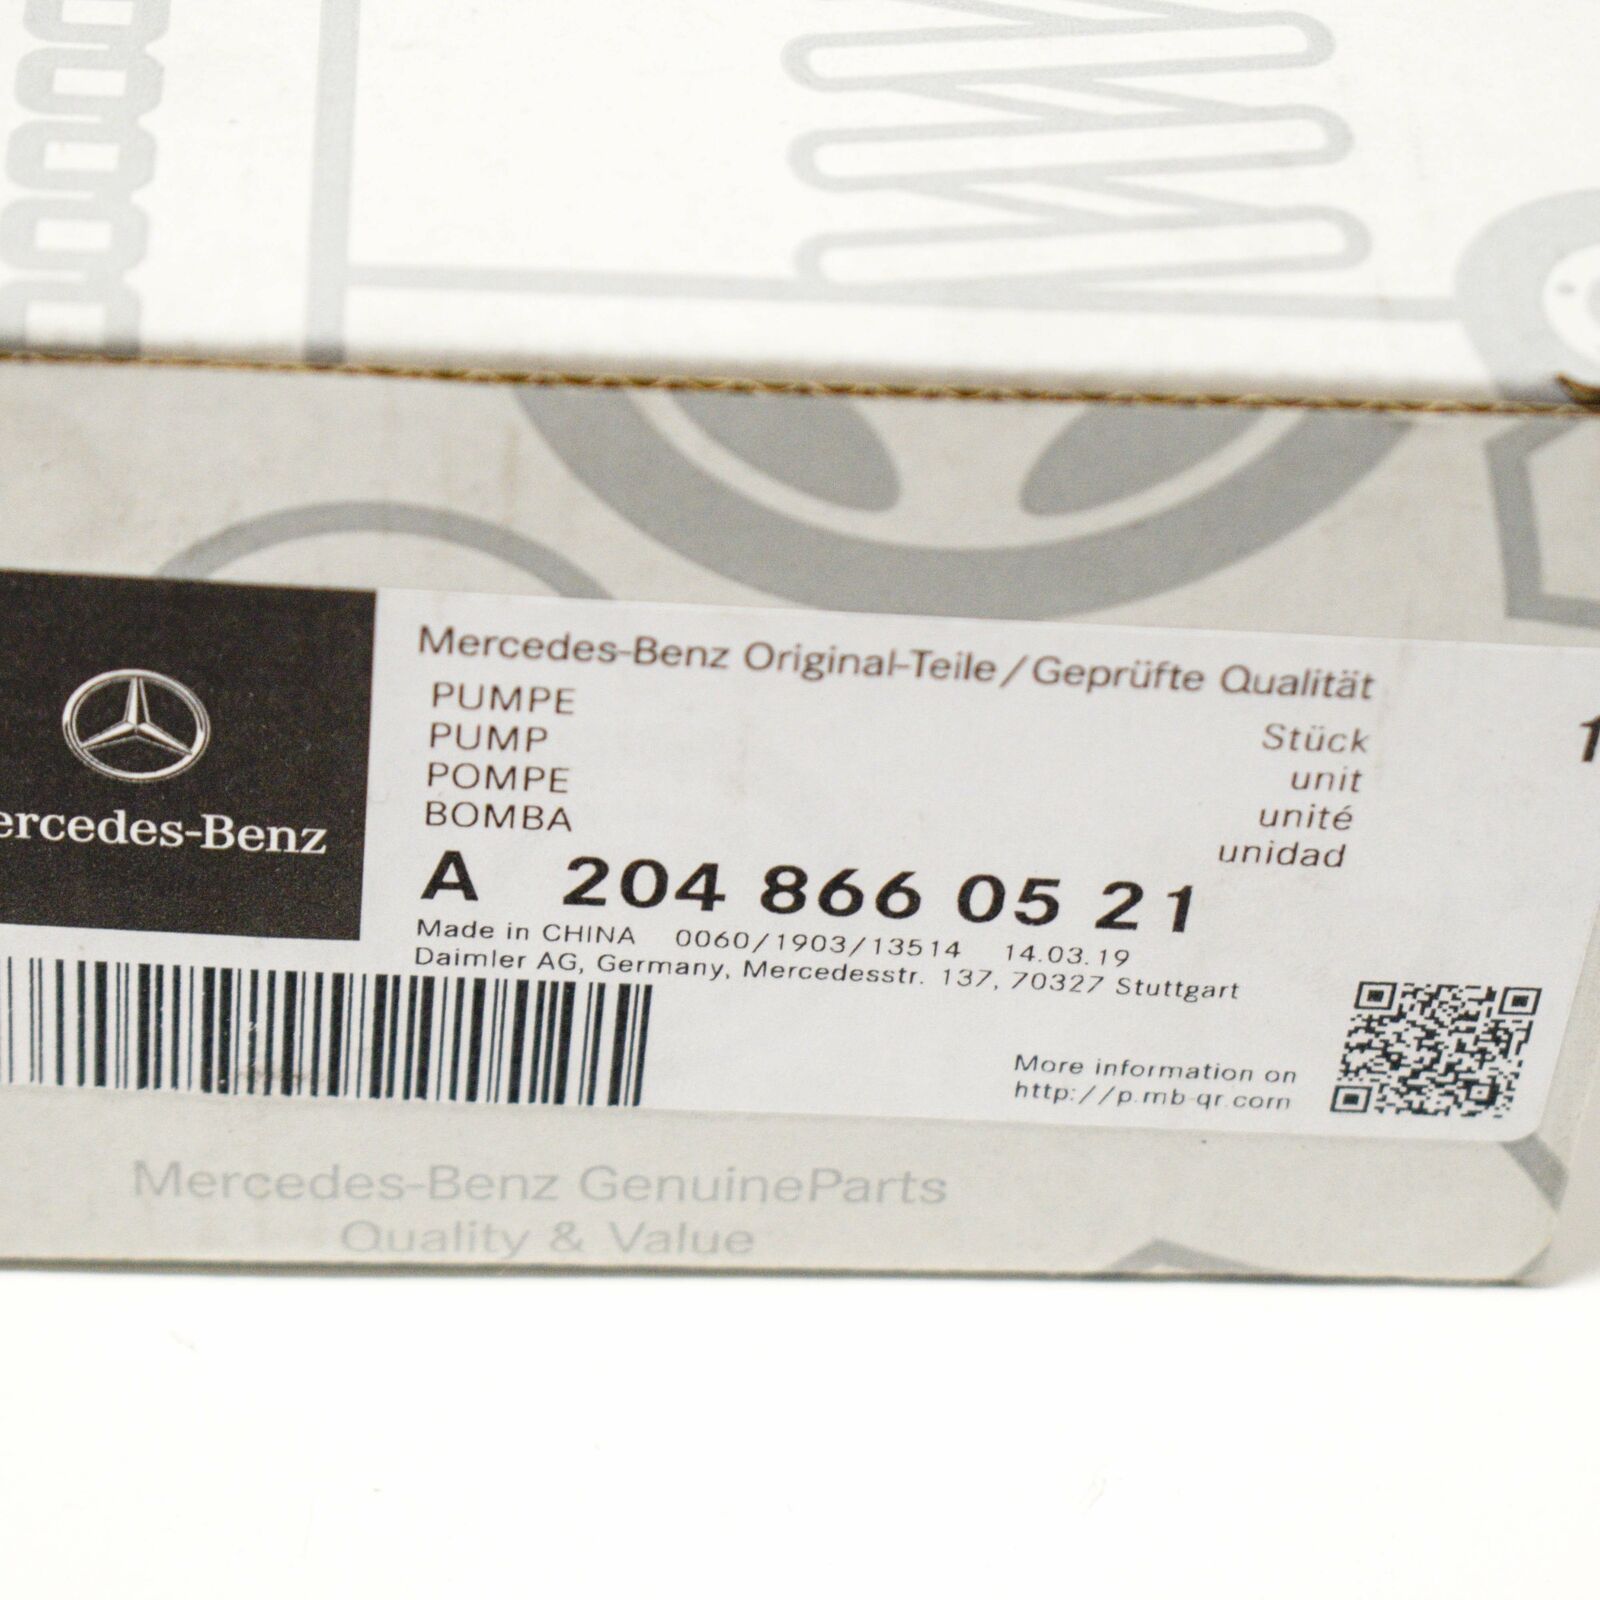 Mercedes-Benz Original-Teile/Geprüfte Qualität
PUMPE
PUMP
POMPE
BOMBA
Stück 1
unit
unité
unidad
ercedes-Benz
A 204 866 05 21
Made in CHINA 0060/1903/13514 14.03.19
Daimler AG, Germany, Mercedesstr. 137, 70327 Stuttgart
More information on
http://p.mb-qr.com
Mercedes-Benz GenuineParts
Quality & Value